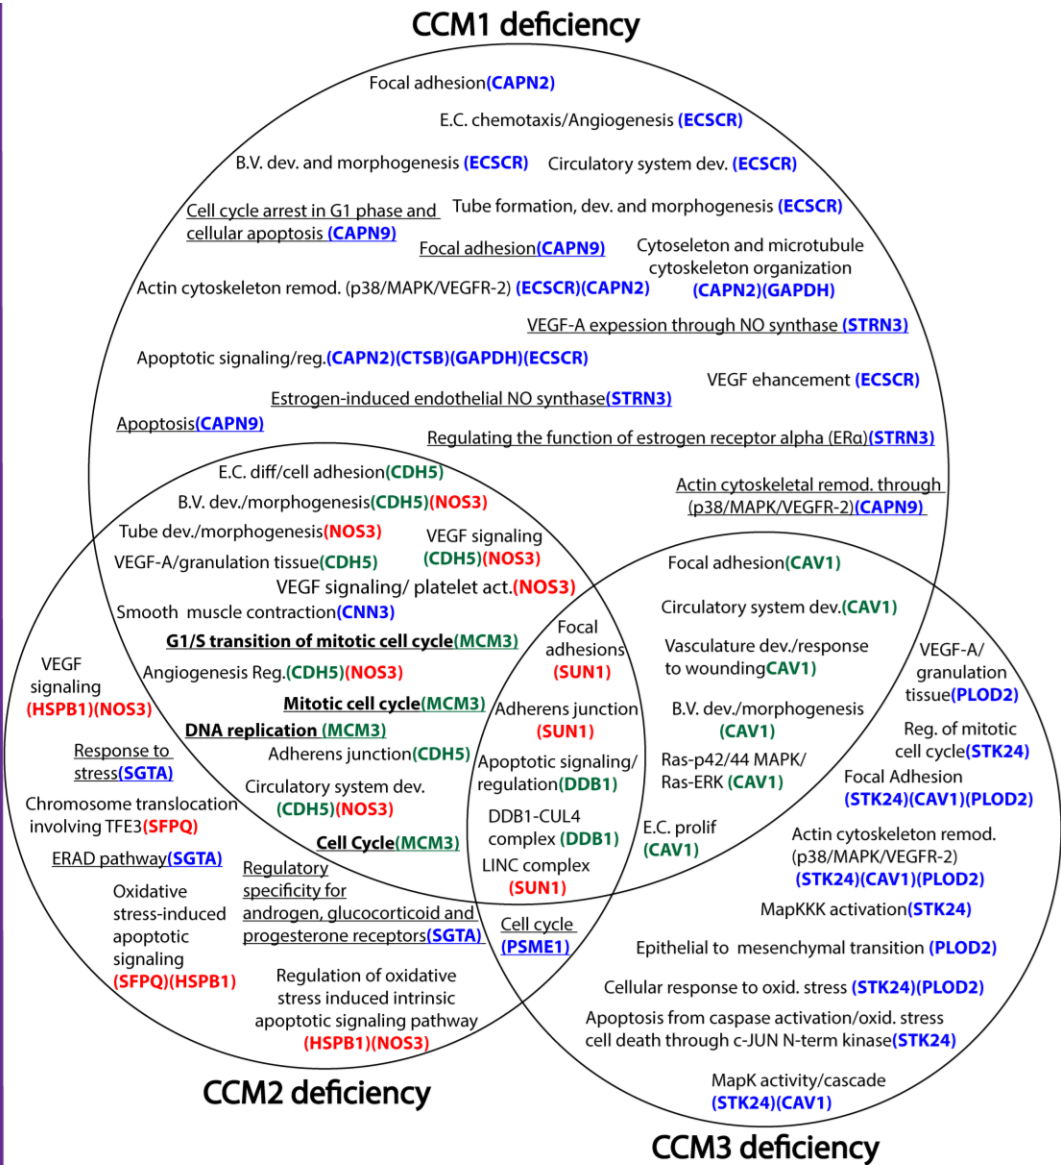 CCM1 deficiency
Focal adhesion(CAPN2)
E.C. chemotaxis/Angiogenesis (ECSCR)
B.V. dev. and morphogenesis (ECSCR)
Circulatory system dev. (ECSCR)
Cell cycle arrest in G1 phase and
cellular apoptosis (CAPN9)
Tube formation, dev. and morphogenesis (ECSCR)
Focal adhesion(CAPN9)
Cytoseleton and microtubule
cytoskeleton organization
(CAPN2)(GAPDH)
Actin cytoskeleton remod. (p38/MAPK/VEGFR-2) (ECSCR)(CAPN2)
VEGF-A expession through NO synthase (STRN3)
Apoptotic signaling/reg.(CAPN2)(CTSB)(GAPDH)(ECSCR)
VEGF ehancement (ECSCR)
Estrogen-induced endothelial NO synthase(STRN3)
Apoptosis(CAPN9)
Regulating the function of estrogen receptor alpha (ERα)(STRN3)
Actin cytoskeletal remod. through
(p38/MAPK/VEGFR-2)(CAPN9)
E.C. diff/cell adhesion(CDH5)
B.V. dev./morphogenesis(CDH5)(NOS3)
Tube dev./morphogenesis(NOS3)
VEGF signaling
(CDH5)(NOS3)
VEGF-A/granulation tissue(CDH5)
VEGF signaling/ platelet act.(NOS3)
Smooth muscle contraction(CNN3)
G1/S transition of mitotic cell cycle(MCM3)
Angiogenesis Reg.(CDH5)(NOS3)
Mitotic cell cycle(MCM3)
DNA replication (MCM3)
Adherens junction(CDH5)
Circulatory system dev.
(CDH5)(NOS3)
Cell Cycle(MCM3)
Focal
adhesions
(SUN1)
Adherens junction
(SUN1)
Apoptotic signaling/
regulation(DDB1)
DDB1-CUL4
complex (DDB1)
LINC complex
(SUN1)
Focal adhesion(CAV1)
Circulatory system dev.(CAV1)
Vasculature dev./response
to woundingCAV1)
B.V. dev./morphogenesis
(CAV1)
Ras-p42/44 MAPK/
Ras-ERK (CAV1)
E.C. prolif
(CAV1)
VEGF
signaling
(HSPB1)(NOS3)
Response to
stress(SGTA)
Chromosome translocation
involving TFE3(SFPQ)
ERAD pathway(SGTA)
Oxidative
stress-induced
apoptotic
signaling
(SFPQ)(HSPB1)
Regulatory
specificity for
androgen, glucocorticoid and
progesterone receptors(SGTA)
Regulation of oxidative
stress induced intrinsic
apoptotic signaling pathway
(HSPB1)(NOS3)
Cell cycle
(PSME1)
VEGF-A/
granulation
tissue(PLOD2)
Reg. of mitotic
cell cycle(STK24)
Focal Adhesion
(STK24)(CAV1)(PLOD2)
Actin cytoskeleton remod.
(p38/MAPK/VEGFR-2)
(STK24)(CAV1)(PLOD2)
MapKKK activation(STK24)
Epithelial to mesenchymal transition (PLOD2)
Cellular response to oxid. stress (STK24)(PLOD2)
Apoptosis from caspase activation/oxid. stress
cell death through c-JUN N-term kinase(STK24)
MapK activity/cascade
(STK24)(CAV1)
CCM2 deficiency
CCM3 deficiency